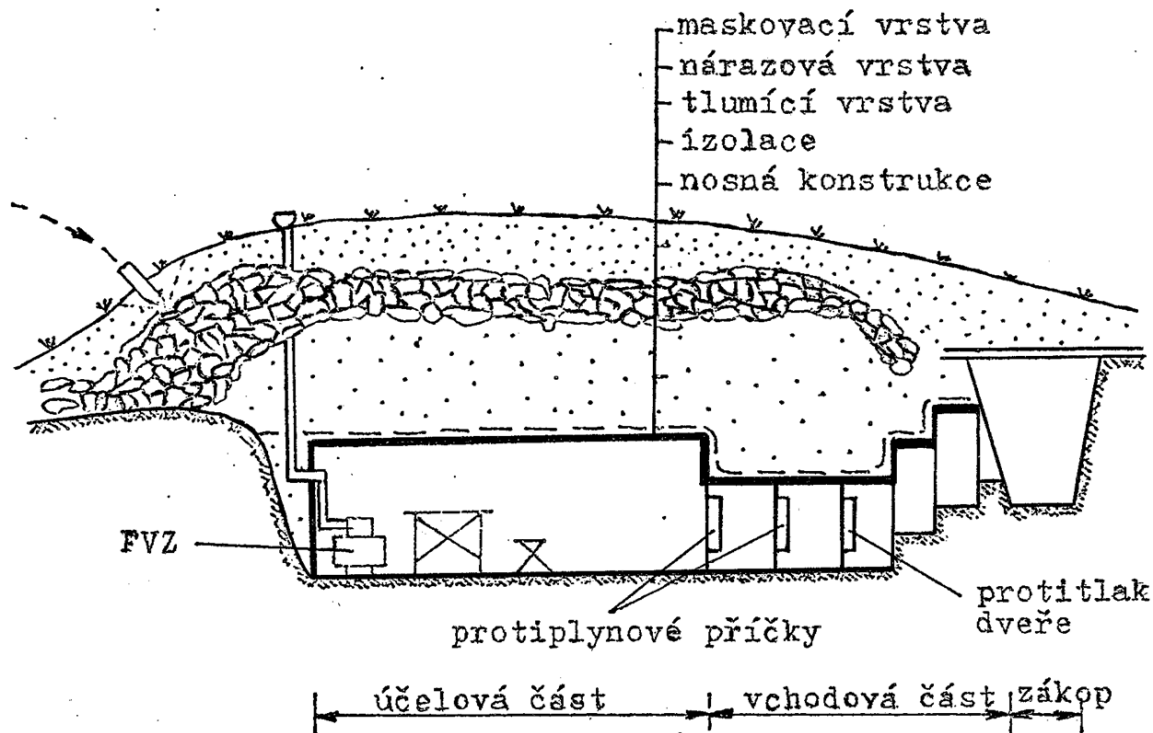 maskovací vrstva
nárazová vrstva
tlumící vrstva
izolace
nosná konstrukce
FVZ
protiplynové příčky
protitlak
dveře
účelová část
vchodová část
zákop